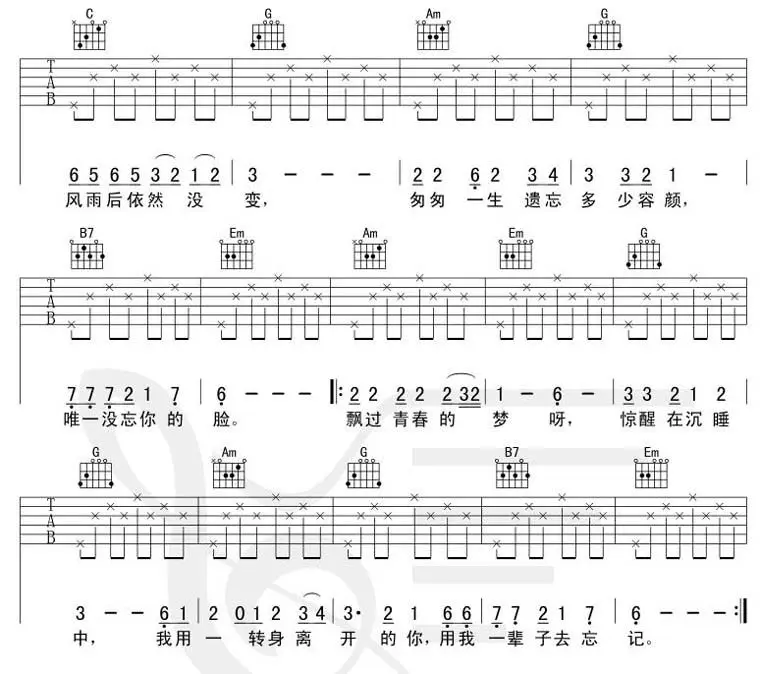 C G Am G
T A B
6 5 6 5 3 2 1 2 | 3 - - - | 2 2 6 2 3 4 | 3 3 2 1 -
风雨后依然 没 变, 匆匆 一生 遗忘 多 少容 颜,
B7 Em Am Em G
T A B
7 7 7 2 1 7 | 6 - - - |: 2 2 2 2 2 3 2 | 1 - 6 - | 3 3 2 1 2
唯一没忘你的 脸。 飘过 青春 的 梦 呀, 惊醒 在沉 睡
G Am G B7 Em
T A B
3 - - 6 1 | 2 0 1 2 3 4 | 3· 2 1 6 6 | 7 7 2 1 7 | 6 - - - :|
中, 我用 一 转身 离 开 的 你,用我 一辈 子去 忘 记。